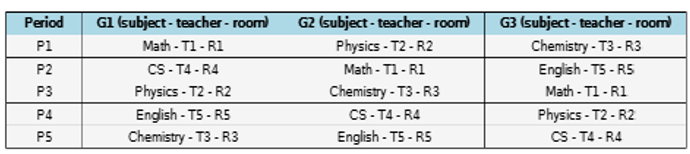 Period G1 (subject - teacher - room) G2 (subject - teacher - room) G3 (subject - teacher - room)
P1 Math - T1 - R1 Physics - T2 - R2 Chemistry - T3 - R3
P2 CS - T4 - R4 Math - T1 - R1 English - T5 - R5
P3 Physics - T2 - R2 Chemistry - T3 - R3 Math - T1 - R1
P4 English - T5 - R5 CS - T4 - R4 Physics - T2 - R2
P5 Chemistry - T3 - R3 English - T5 - R5 CS - T4 - R4